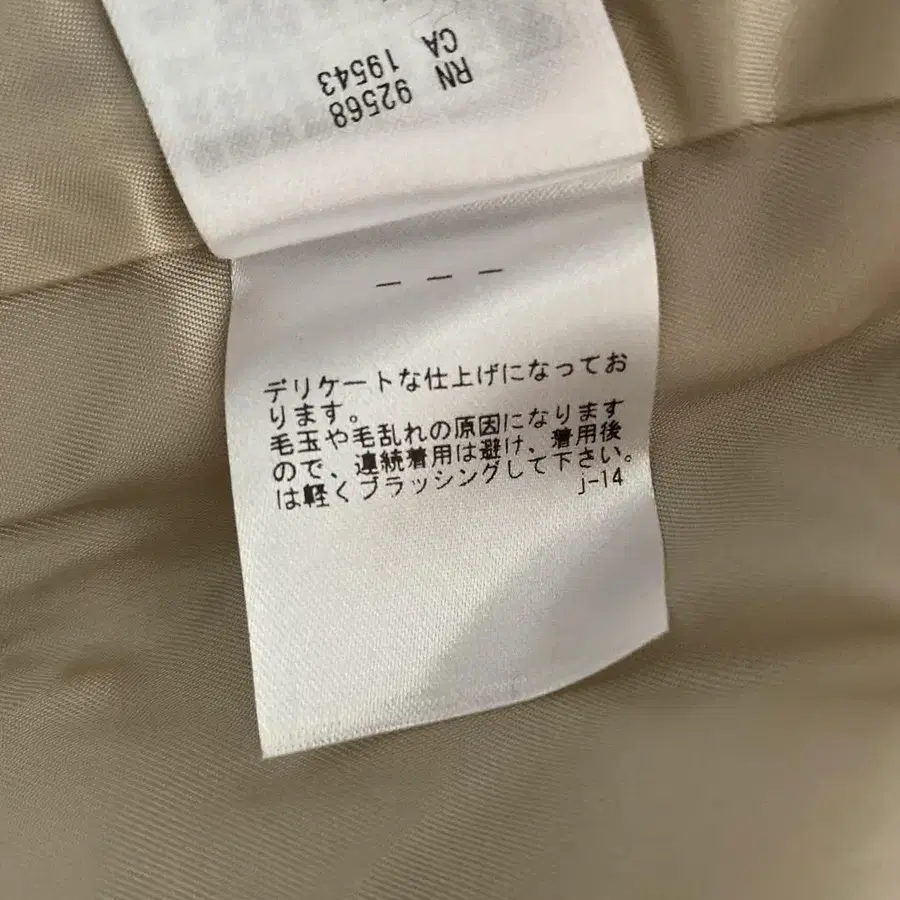 RN 92568
CA 19543
— — —
デリケートな仕上げになってお
ります。
毛玉や毛乱れの原因になります
ので、連続着用は避け、着用後
は軽くブラッシングして下さい。
j-14